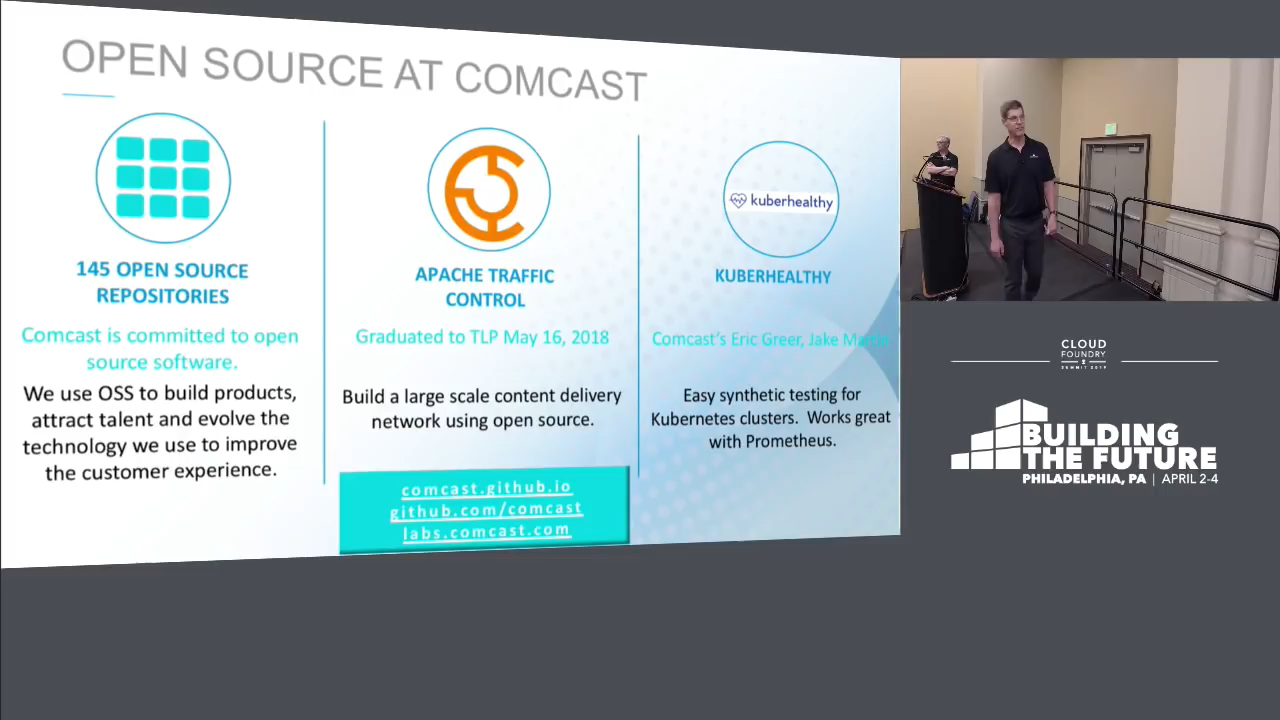 OPEN SOURCE AT COMCAST
145 OPEN SOURCE
REPOSITORIES
Comcast is committed to open
source software.
We use OSS to build products,
attract talent and evolve the
technology we use to improve
the customer experience.
APACHE TRAFFIC
CONTROL
Graduated to TLP May 16, 2018
Build a large scale content delivery
network using open source.
comcast.github.io
github.com/comcast
labs.comcast.com
kuberhealthy
KUBERHEALTHY
Comcast's Eric Greer, Jake Martin
Easy synthetic testing for
Kubernetes clusters. Works great
with Prometheus.
CLOUD
FOUNDRY
SUMMIT 2019
BUILDING
THE FUTURE
PHILADELPHIA, PA | APRIL 2-4